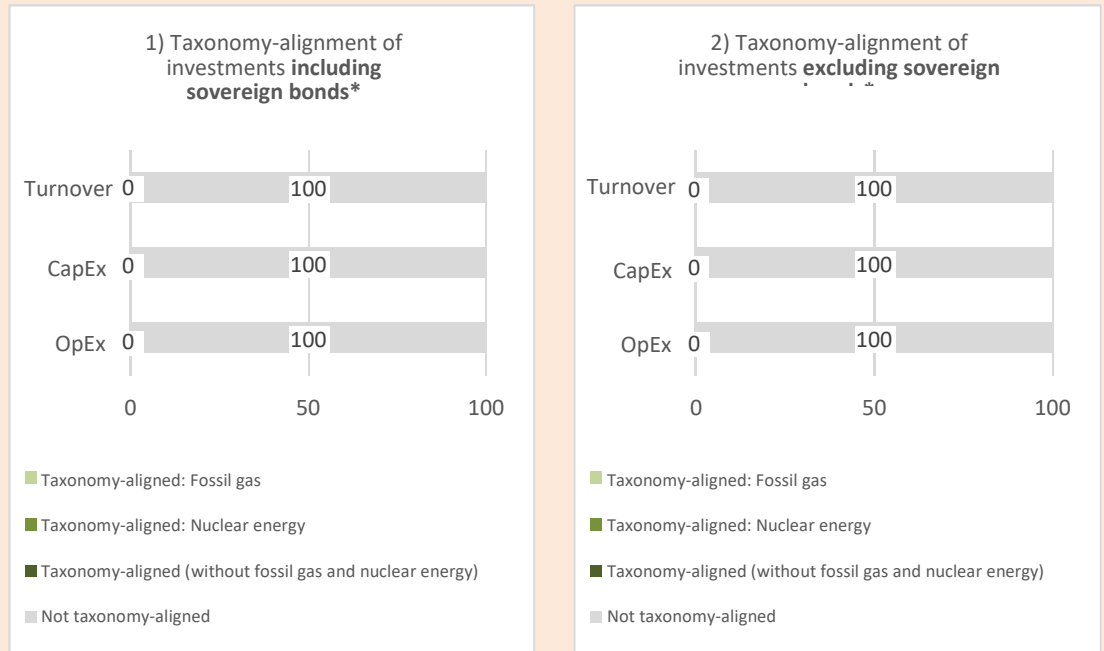 1) Taxonomy-alignment of
investments including
sovereign bonds*
Turnover 0 100
CapEx 0 100
OpEx 0 100
0 50 100
Taxonomy-aligned: Fossil gas
Taxonomy-aligned: Nuclear energy
Taxonomy-aligned (without fossil gas and nuclear energy)
Not taxonomy-aligned
2) Taxonomy-alignment of
investments excluding sovereign
Turnover 0 100
CapEx 0 100
OpEx 0 100
0 50 100
Taxonomy-aligned: Fossil gas
Taxonomy-aligned: Nuclear energy
Taxonomy-aligned (without fossil gas and nuclear energy)
Not taxonomy-aligned